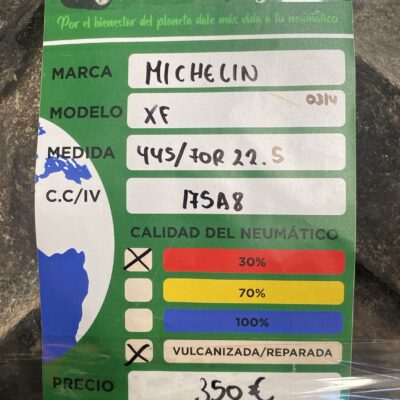 Por el bienestar del planeta dale más vida a tu neumático
MARCA MICHELIN
MODELO XF 0314
MEDIDA 445/70R 22.5
C.C/IV 175A8
CALIDAD DEL NEUMÁTICO
X 30%
70%
100%
X VULCANIZADA/REPARADA
PRECIO 350 €